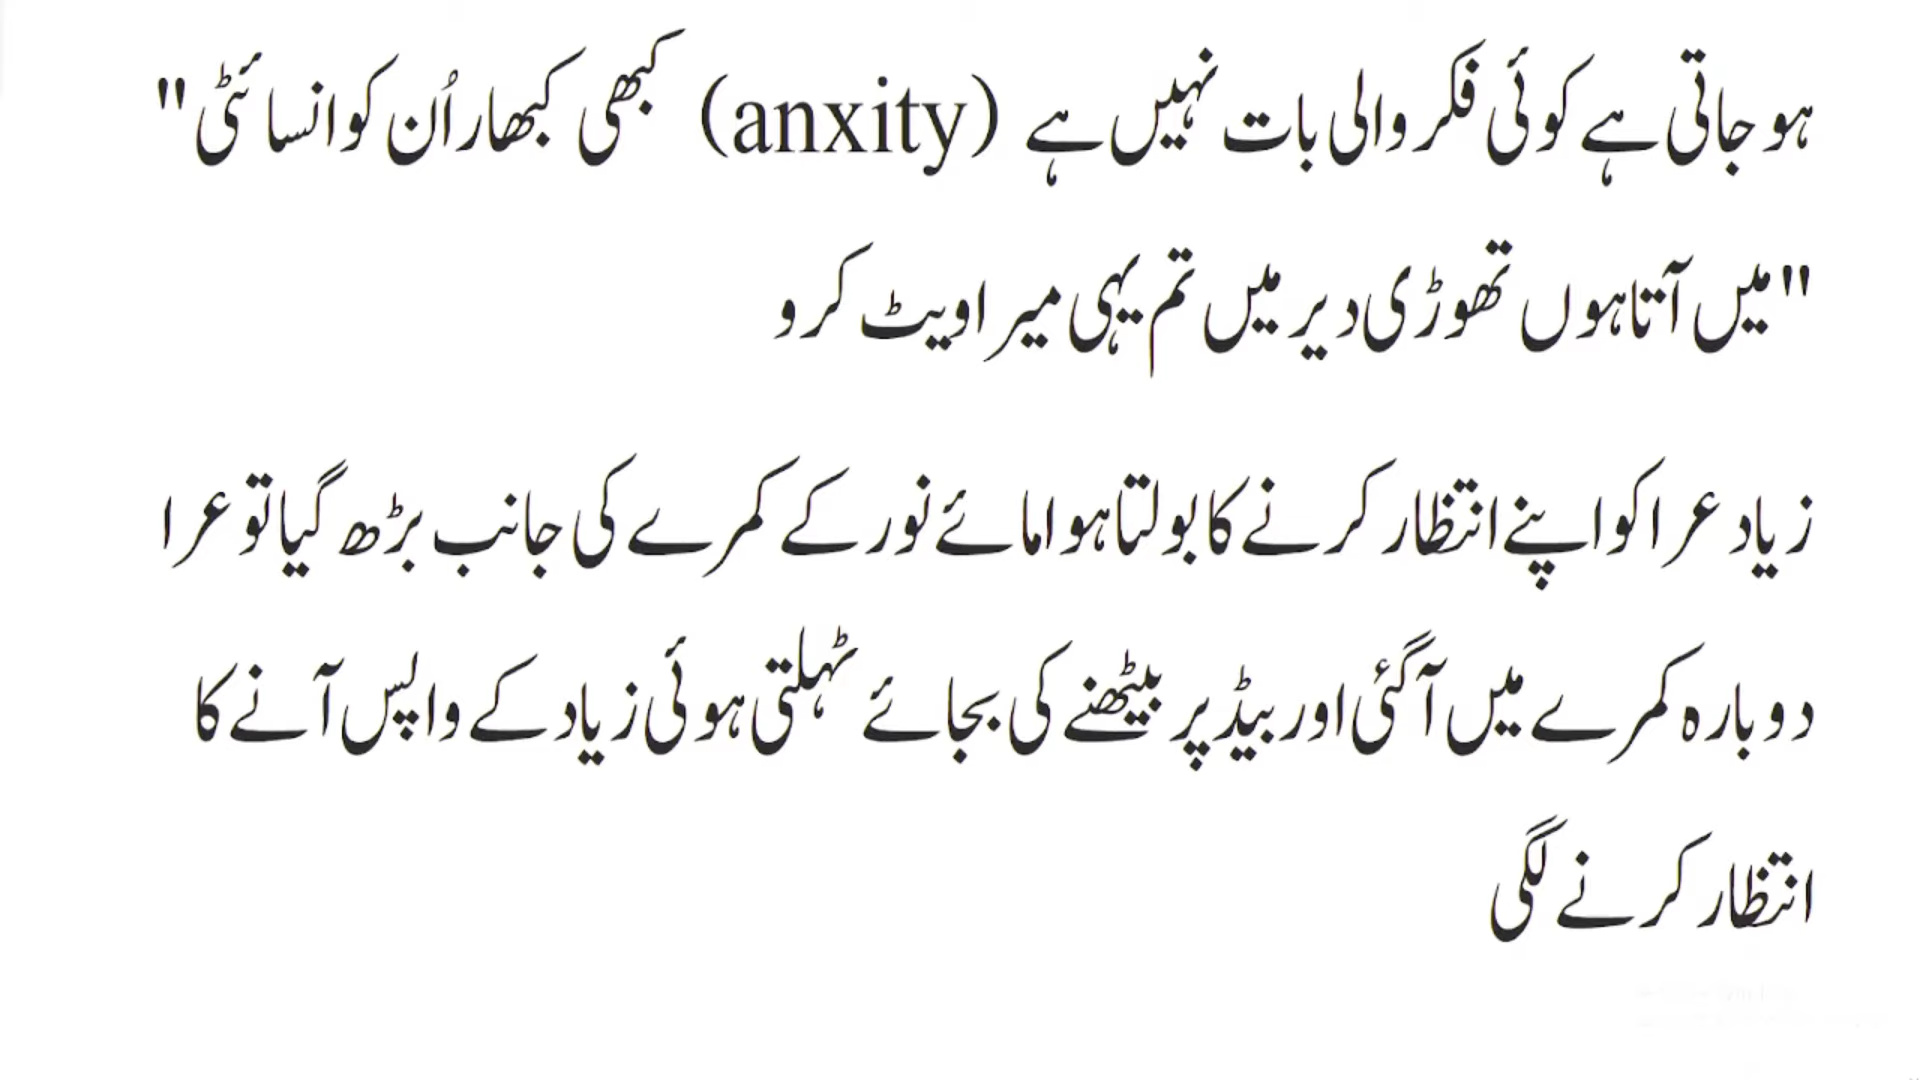 ہو جاتی ہے کوئی فکر والی بات نہیں ہے (anxity) کبھی کبھار اُن کو انسائٹی"
"میں آتا ہوں تھوڑی دیر میں تم یہی میرا ویٹ کرو
زیاد عرا کو اپنے انتظار کرنے کا بولتا ہوا مائے نور کے کمرے کی جانب بڑھ گیا تو عرا
دوبارہ کمرے میں آگئی اور بیڈ پر بیٹھنے کی بجائے ٹہلتی ہوئی زیاد کے واپس آنے کا
انتظار کرنے لگی